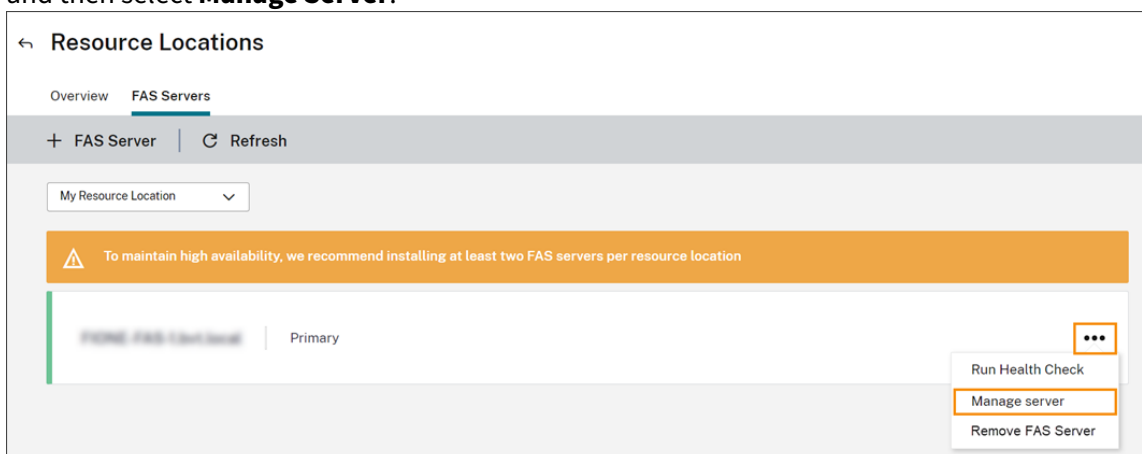 and then select Manage Server.
Resource Locations
Overview FAS Servers
+ FAS Server Refresh
My Resource Location
To maintain high availability, we recommend installing at least two FAS servers per resource location
Primary
Run Health Check
Manage server
Remove FAS Server